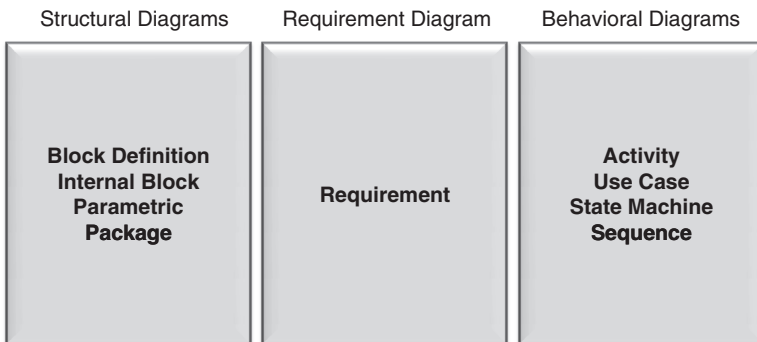 Structural Diagrams
Requirement Diagram
Behavioral Diagrams
Block Definition
Internal Block
Parametric
Package
Requirement
Activity
Use Case
State Machine
Sequence